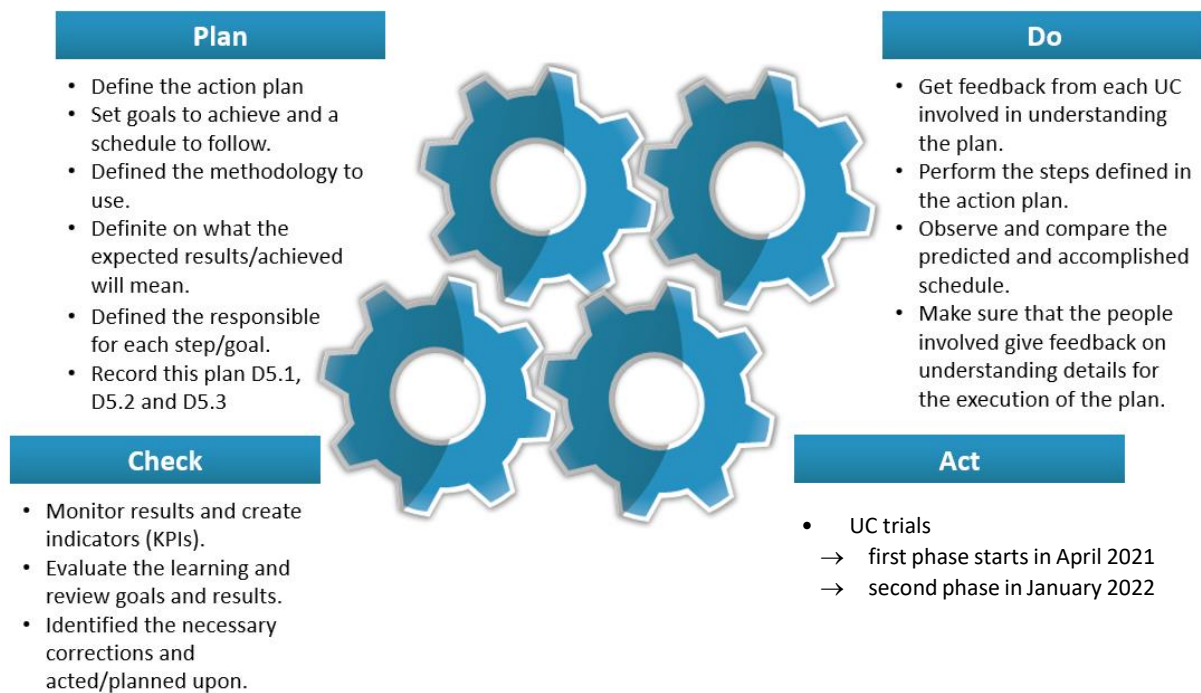 Plan
• Define the action plan
• Set goals to achieve and a
schedule to follow.
• Defined the methodology to
use.
• Definite on what the
expected results/achieved
will mean.
• Defined the responsible
for each step/goal.
• Record this plan D5.1,
D5.2 and D5.3
Do
• Get feedback from each UC
involved in understanding
the plan.
• Perform the steps defined in
the action plan.
• Observe and compare the
predicted and accomplished
schedule.
• Make sure that the people
involved give feedback on
understanding details for
the execution of the plan.
Check
• Monitor results and create
indicators (KPIs).
• Evaluate the learning and
review goals and results.
• Identified the necessary
corrections and
acted/planned upon.
Act
• UC trials
→ first phase starts in April 2021
→ second phase in January 2022